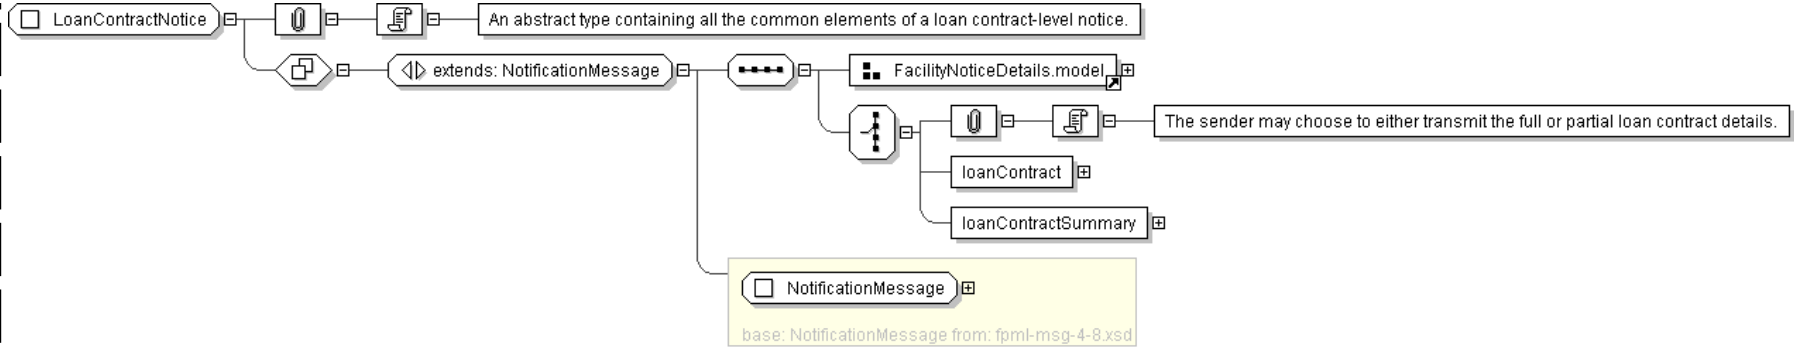 LoanContractNotice
An abstract type containing all the common elements of a loan contract-level notice.
extends: NotificationMessage
FacilityNoticeDetails.model
The sender may choose to either transmit the full or partial loan contract details.
loanContract
loanContractSummary
NotificationMessage
base: NotificationMessage from: fpml-msg-4-8.xsd